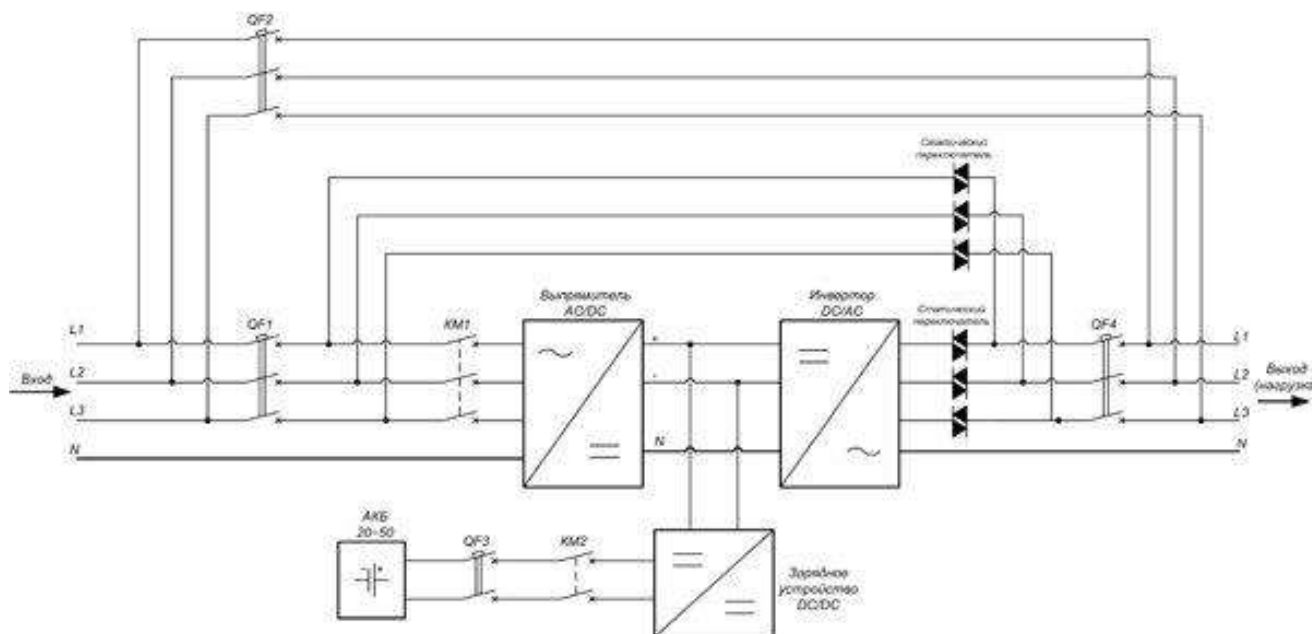 QF2
Статический
переключатель
Выпрямитель
AC/DC
Инвертор
DC/AC
Статический
переключатель
L1
QF1
KM1
+
QF4
L1
Вход
L2
-
L2
Выход
(нагрузка
L3
L3
N
N
N
АКБ
20~50
QF3
KM2
Зарядное
устройство
DC/DC